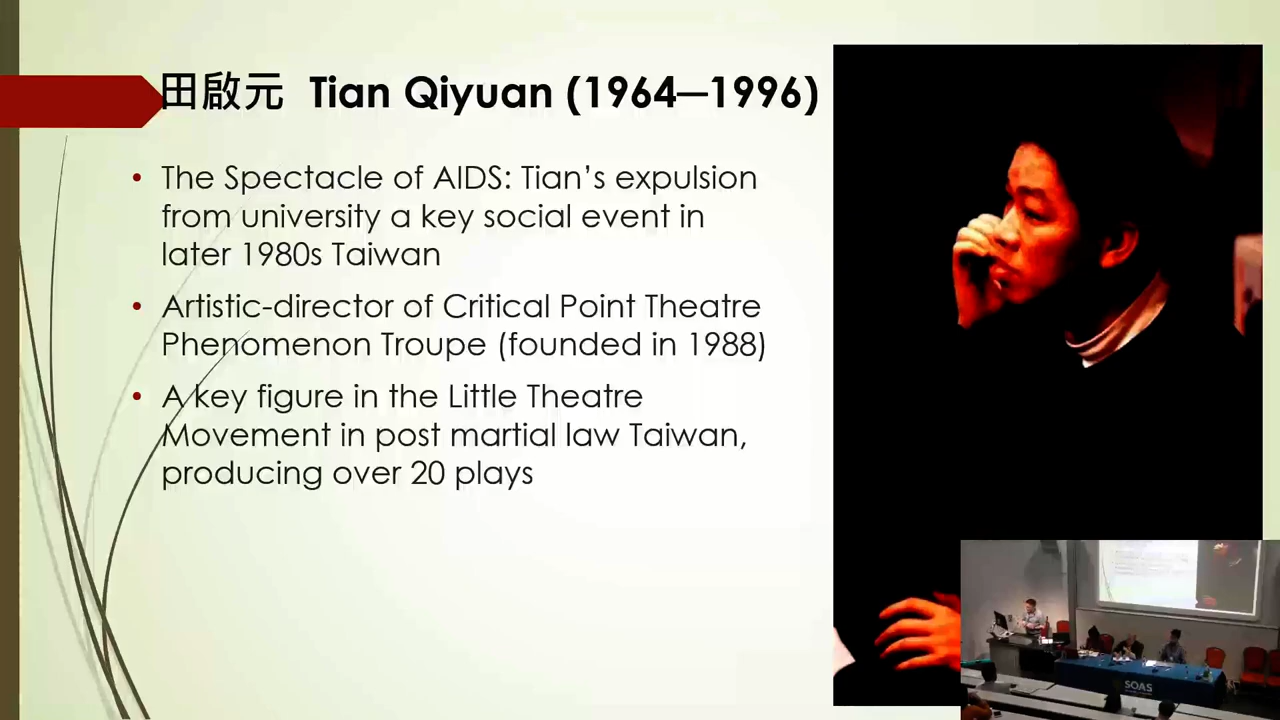 田啟元 Tian Qiyuan (1964—1996)
• The Spectacle of AIDS: Tian's expulsion
from university a key social event in
later 1980s Taiwan
• Artistic-director of Critical Point Theatre
Phenomenon Troupe (founded in 1988)
• A key figure in the Little Theatre
Movement in post martial law Taiwan,
producing over 20 plays
SOAS